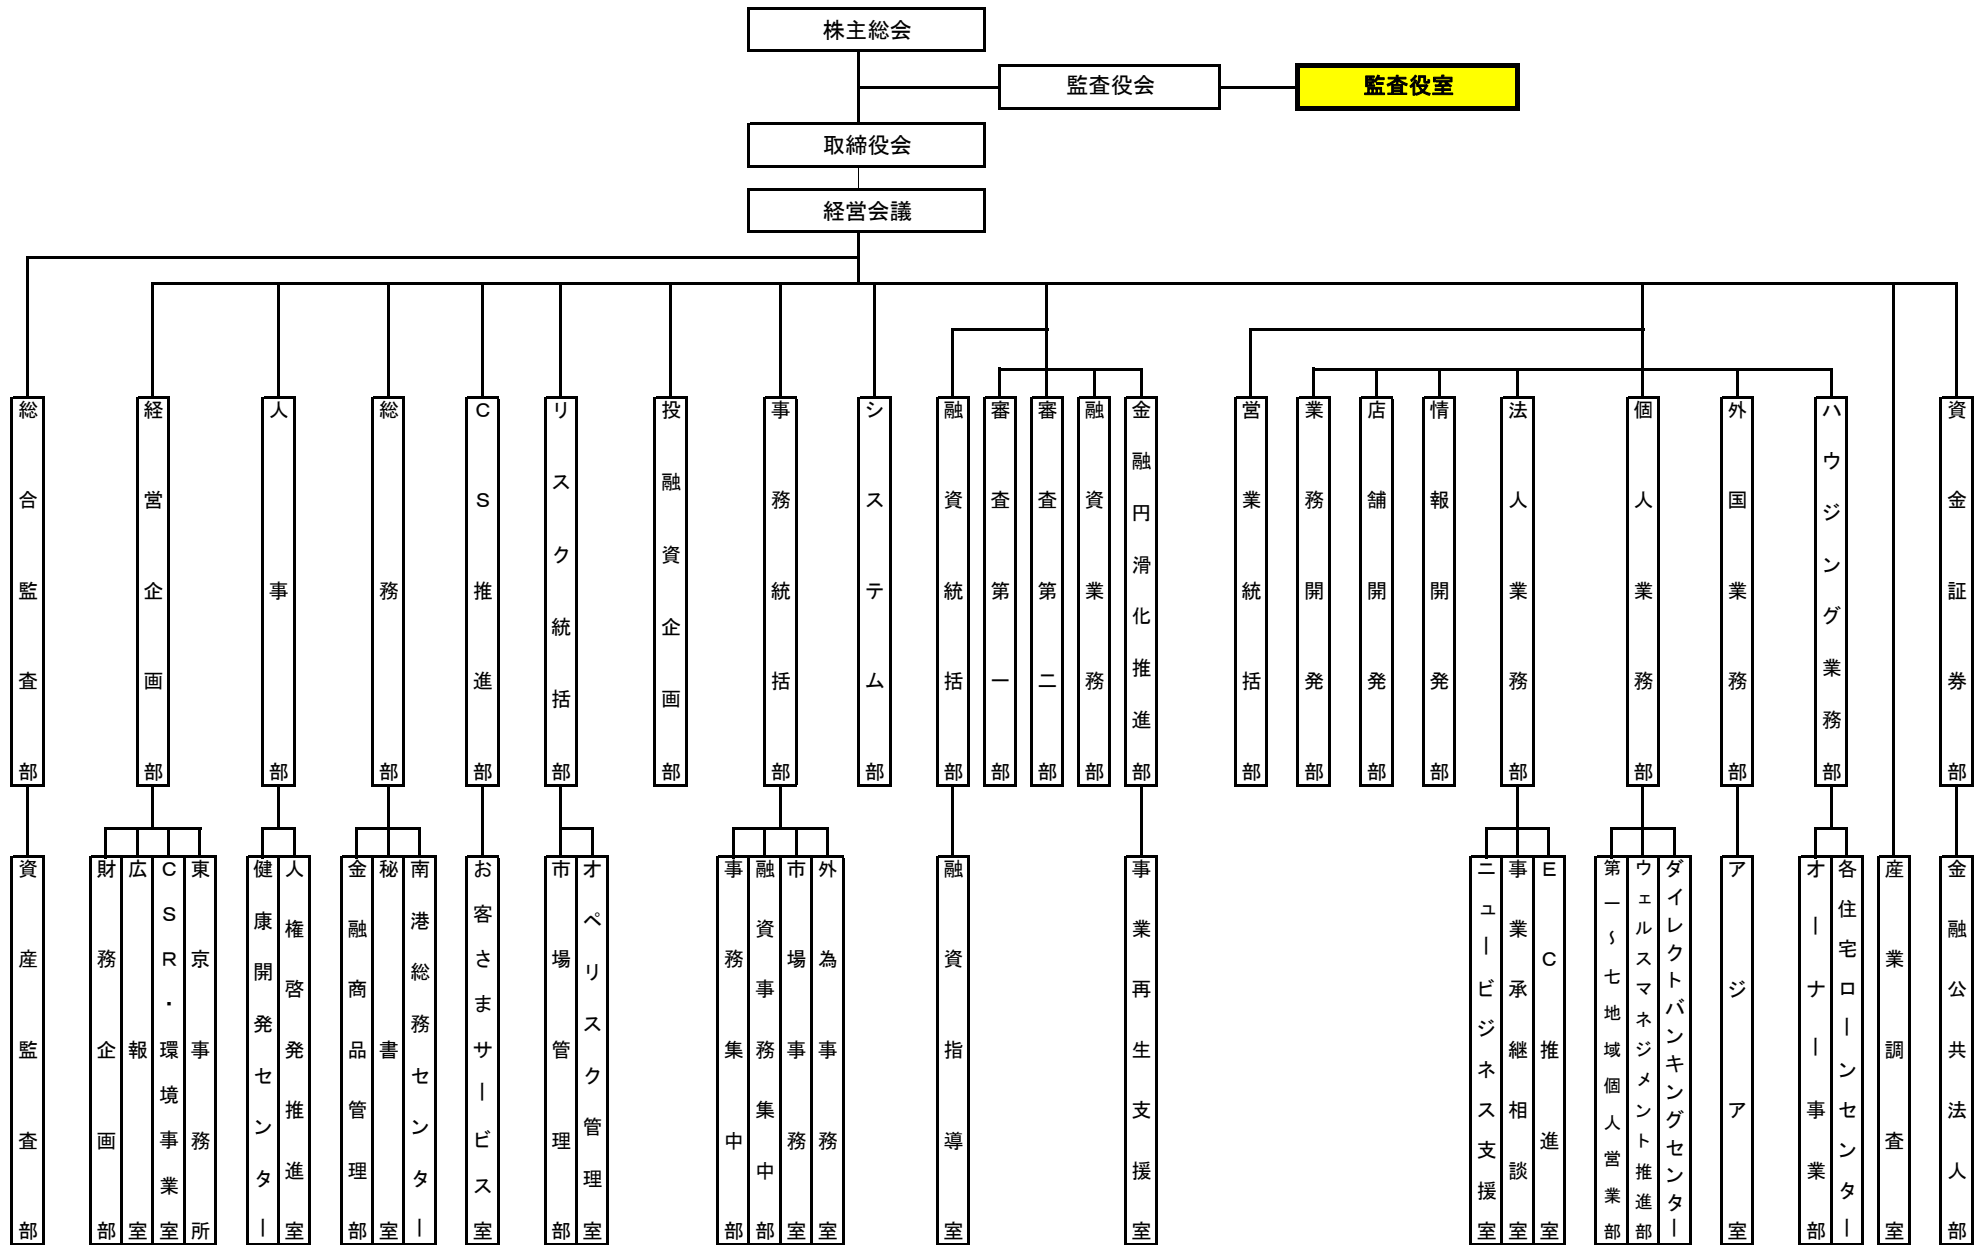 株主総会
監査役会
監査役室
取締役会
経営会議
総合監査部
経営企画部
人事部
総務部
CS推進部
リスク統括部
投融資企画部
事務統括部
システム部
融資統括部
審査第一部
審査第二部
融資業務部
金融円滑化推進部
営業統括部
業務開発部
店舗開発部
情報開発部
法人業務部
個人業務部
外国業務部
ハウジング業務部
資金証券部
資産監査部
財務企画部
広報室
CSR・環境事業室
東京事務所
健康開発センター
人権啓発推進室
金融商品管理部
秘書室
南港総務センター
お客さまサービス室
市場管理部
オペリスク管理室
事務集中部
融資事務集中部
市場事務室
外為事務室
融資指導室
事業再生支援室
ニュービジネス支援室
事業承継相談室
EC推進室
第一～七地域個人営業部
ウェルスマネジメント推進部
ダイレクトバンキングセンター
アジア室
オーナー事業部
各住宅ローンセンター
産業調査室
金融公共法人部